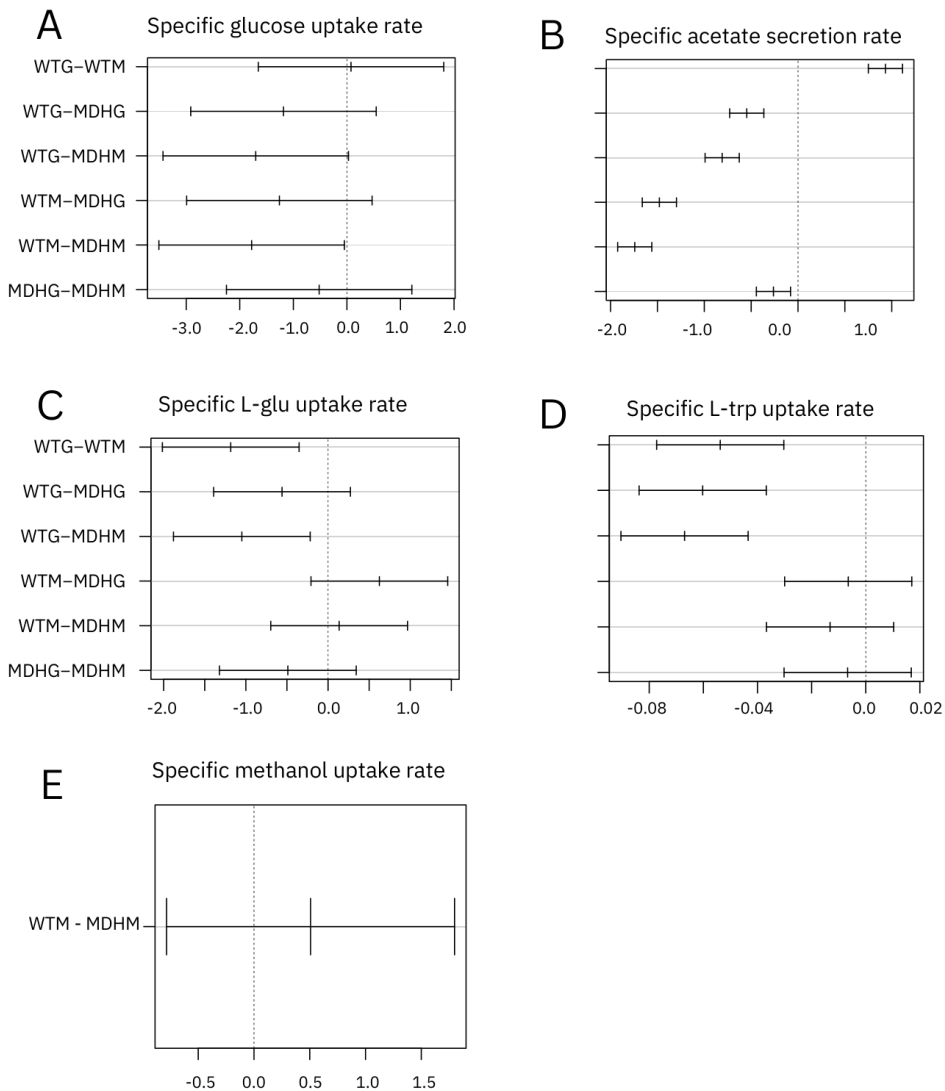 A
Specific glucose uptake rate
WTG–WTM
WTG–MDHG
WTG–MDHM
WTM–MDHG
WTM–MDHM
MDHG–MDHM
-3.0 -2.0 -1.0 0.0 1.0 2.0
B
Specific acetate secretion rate
-2.0 -1.0 0.0 1.0
C
Specific L-glu uptake rate
WTG–WTM
WTG–MDHG
WTG–MDHM
WTM–MDHG
WTM–MDHM
MDHG–MDHM
-2.0 -1.0 0.0 1.0
D
Specific L-trp uptake rate
-0.08 -0.04 0.0 0.02
E
Specific methanol uptake rate
WTM - MDHM
-0.5 0.0 0.5 1.0 1.5